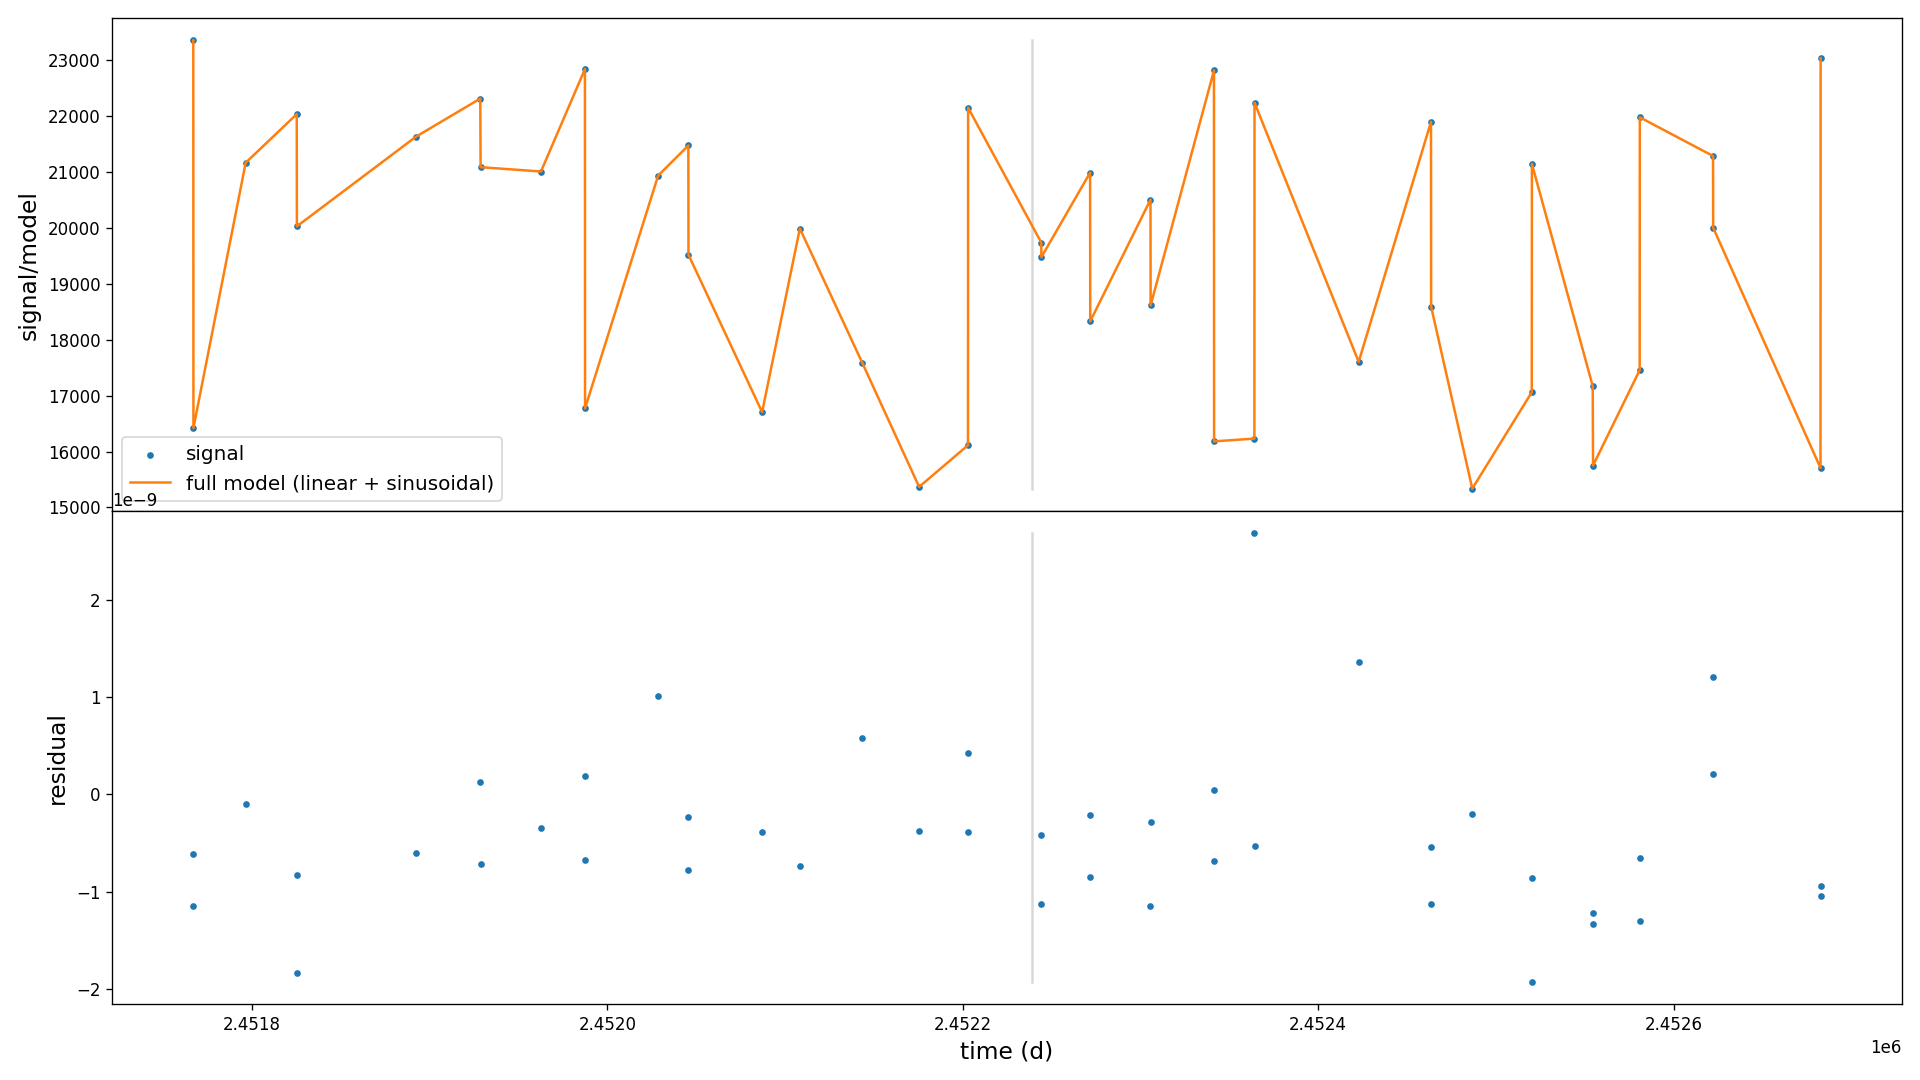 signal/model
23000
22000
21000
20000
19000
18000
17000
16000
15000
signal
full model (linear + sinusoidal)
1e−9
residual
2
1
0
−1
−2
2.4518
2.4520
2.4522
2.4524
2.4526
1e6
time (d)